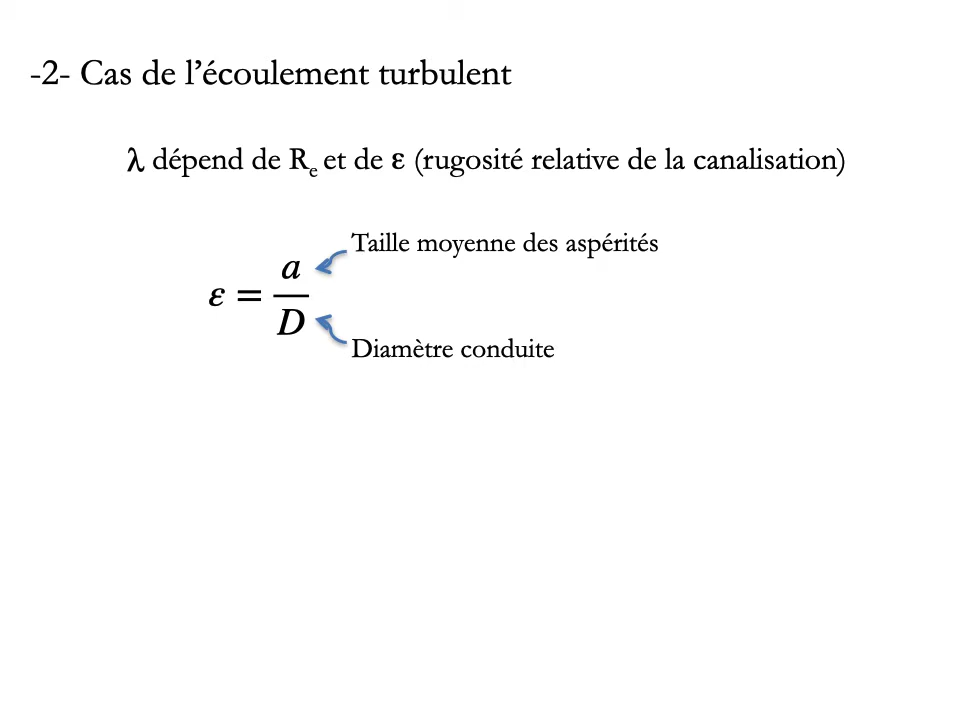 -2- Cas de l’écoulement turbulent
λ dépend de Re et de ε (rugosité relative de la canalisation)
Taille moyenne des aspérités
ε = a/D
Diamètre conduite